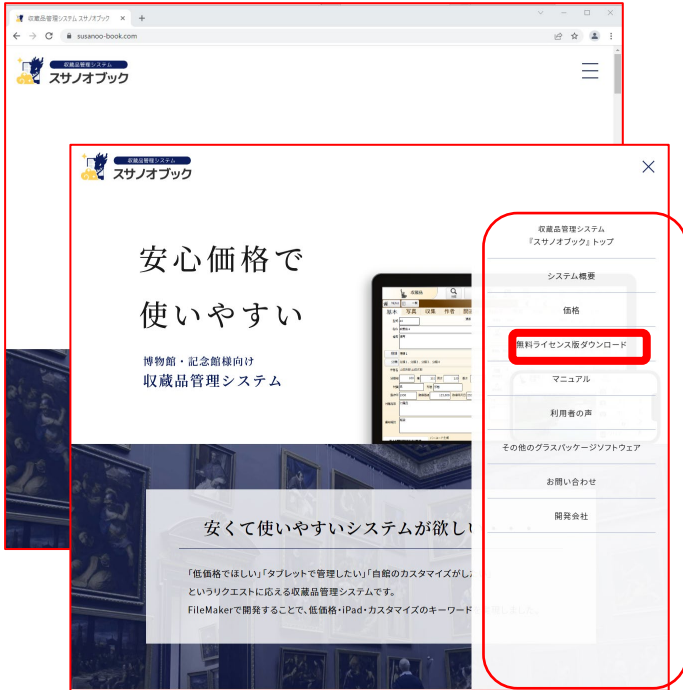 収蔵品管理システム スサノオブック
susanoo-book.com
収蔵品管理システム
スサノオブック
収蔵品管理システム
スサノオブック
安心価格で
使いやすい
博物館・記念館様向け
収蔵品管理システム
収蔵品
基本 写真 収集 作者
収蔵品管理システム
『スサノオブック』トップ
システム概要
価格
無料ライセンス版ダウンロード
マニュアル
利用者の声
その他のグラスパッケージソフトウェア
お問い合わせ
開発会社
安くて使いやすいシステムが欲し
「低価格でほしい」「タブレットで管理したい」「自館のカスタマイズがし
というリクエストに応える収蔵品管理システムです。
FileMakerで開発することで、低価格・iPad・カスタマイズのキーワード